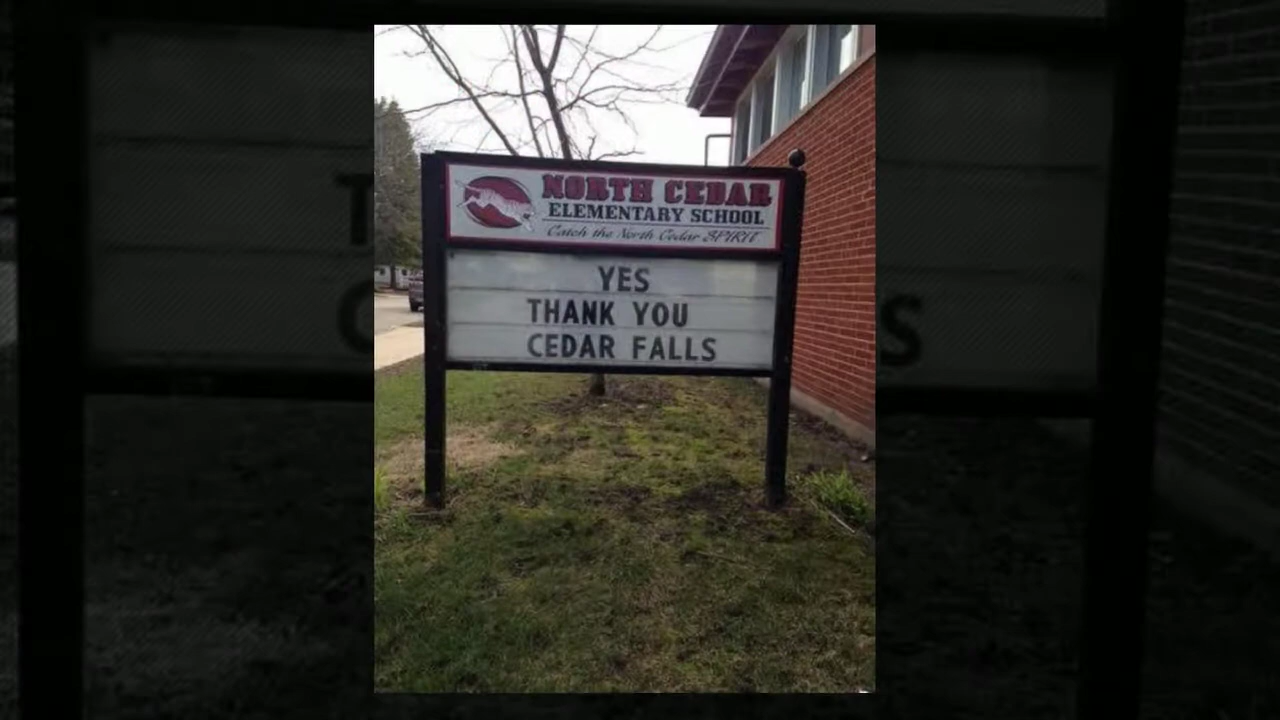 NORTH CEDAR
ELEMENTARY SCHOOL
Catch the North Cedar SPIRIT
YES
THANK YOU
CEDAR FALLS